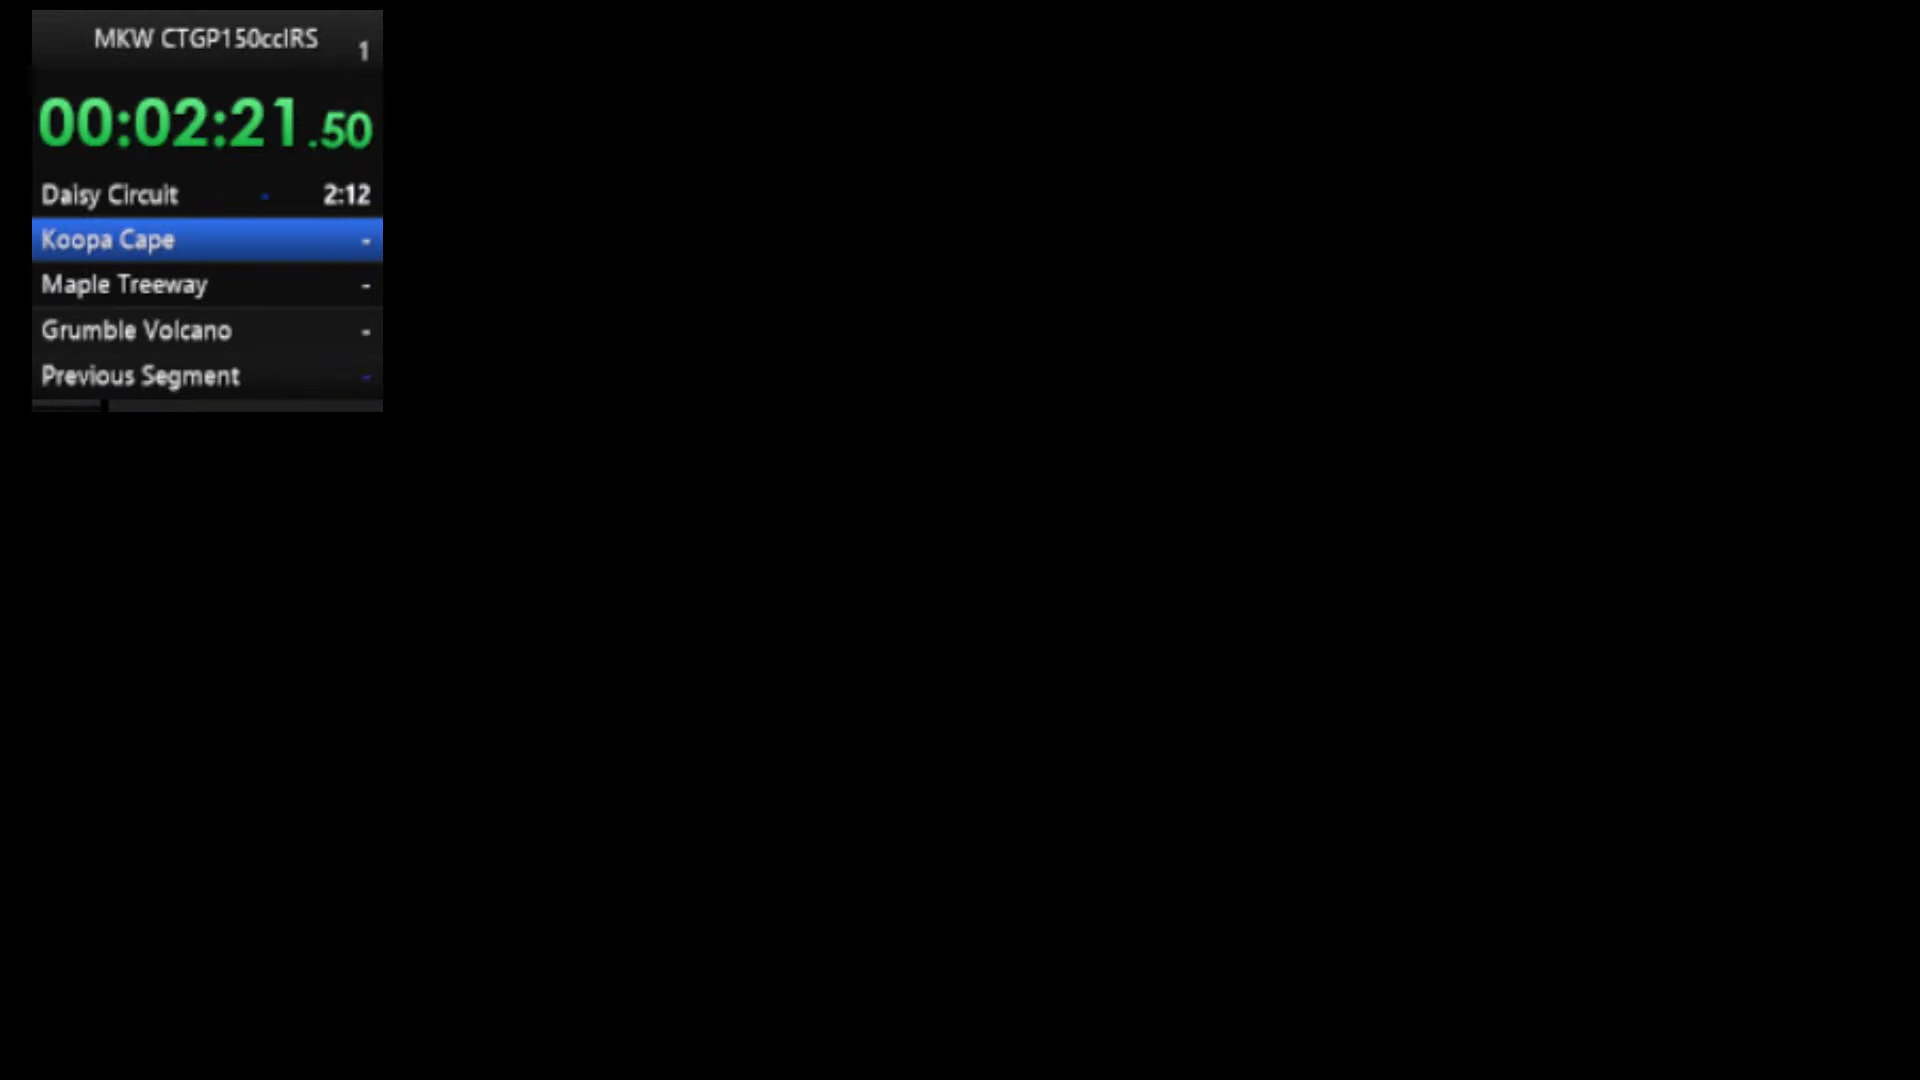 MKW CTGP150ccIRS
1
00:02:21.50
Daisy Circuit - 2:12
Koopa Cape -
Maple Treeway -
Grumble Volcano -
Previous Segment -